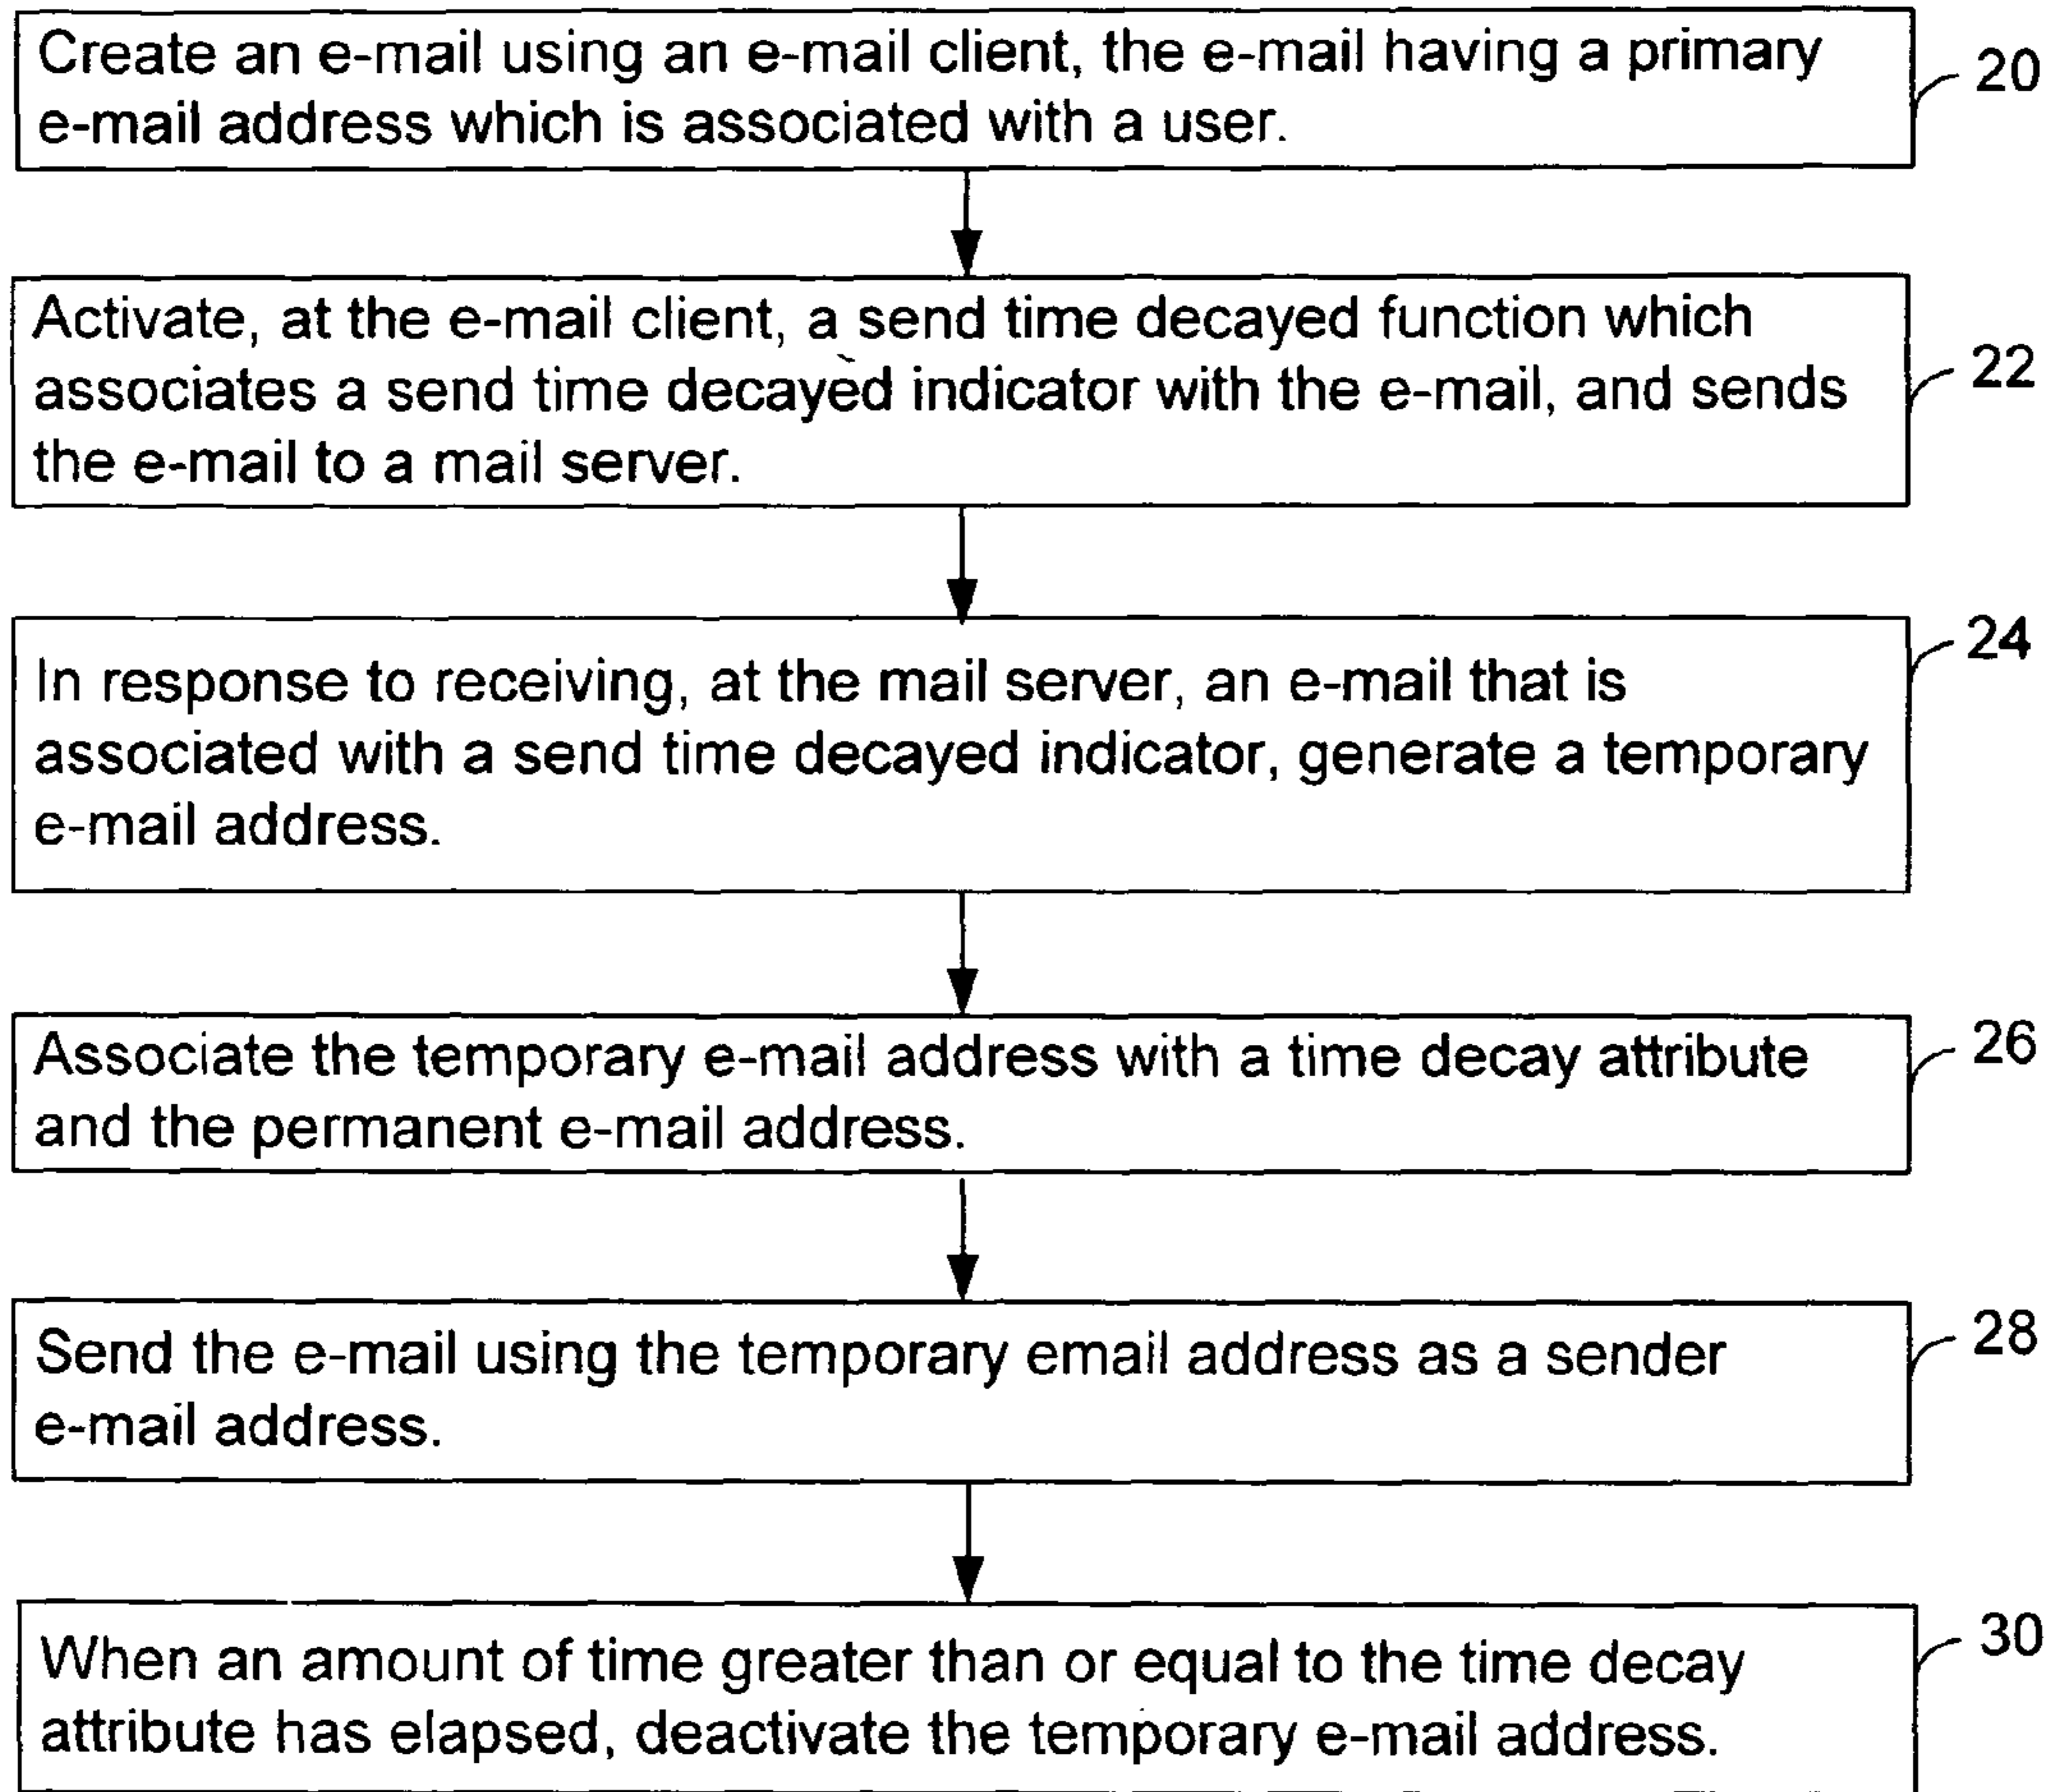 Create an e-mail using an e-mail client, the e-mail having a primary
e-mail address which is associated with a user.
20
Activate, at the e-mail client, a send time decayed function which
associates a send time decayed indicator with the e-mail, and sends
the e-mail to a mail server.
22
In response to receiving, at the mail server, an e-mail that is
associated with a send time decayed indicator, generate a temporary
e-mail address.
24
Associate the temporary e-mail address with a time decay attribute
and the permanent e-mail address.
26
Send the e-mail using the temporary email address as a sender
e-mail address.
28
When an amount of time greater than or equal to the time decay
attribute has elapsed, deactivate the temporary e-mail address.
30